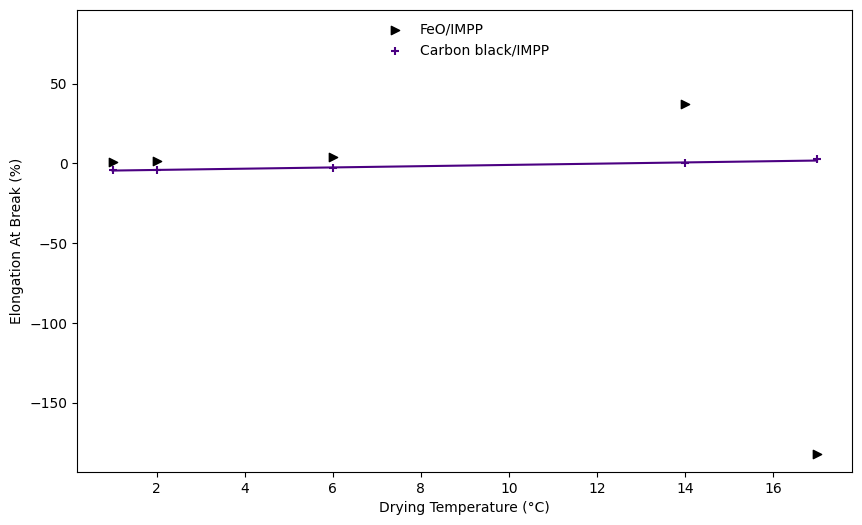 FeO/IMPP
Carbon black/IMPP
50
0
−50
−100
−150
Elongation At Break (%)
2 4 6 8 10 12 14 16
Drying Temperature (°C)